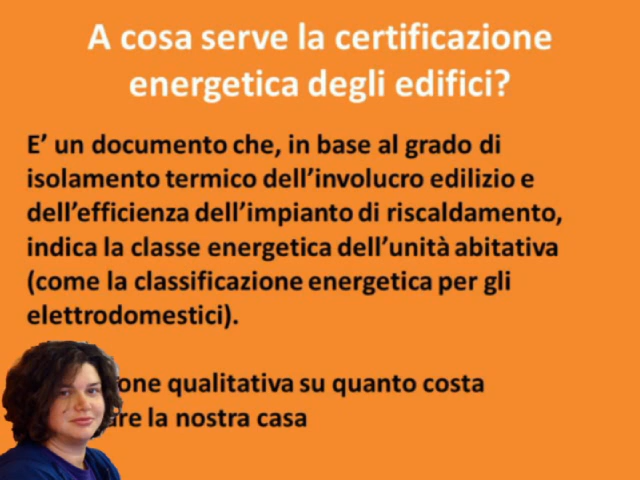 A cosa serve la certificazione
energetica degli edifici?
E’ un documento che, in base al grado di
isolamento termico dell’involucro edilizio e
dell’efficienza dell’impianto di riscaldamento,
indica la classe energetica dell’unità abitativa
(come la classificazione energetica per gli
elettrodomestici).
one qualitativa su quanto costa
are la nostra casa